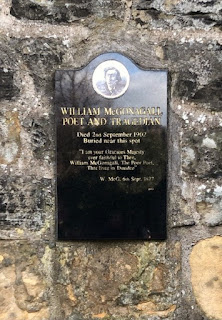 WILLIAM McGONAGALL
POET AND TRAGEDIAN
Died 29th September 1902
Buried near this spot
"I am your Gracious Majesty
ever faithful to Thee,
William McGonagall, The Poor Poet,
That lives in Dundee"
W. McG. 6th Sept. 1877